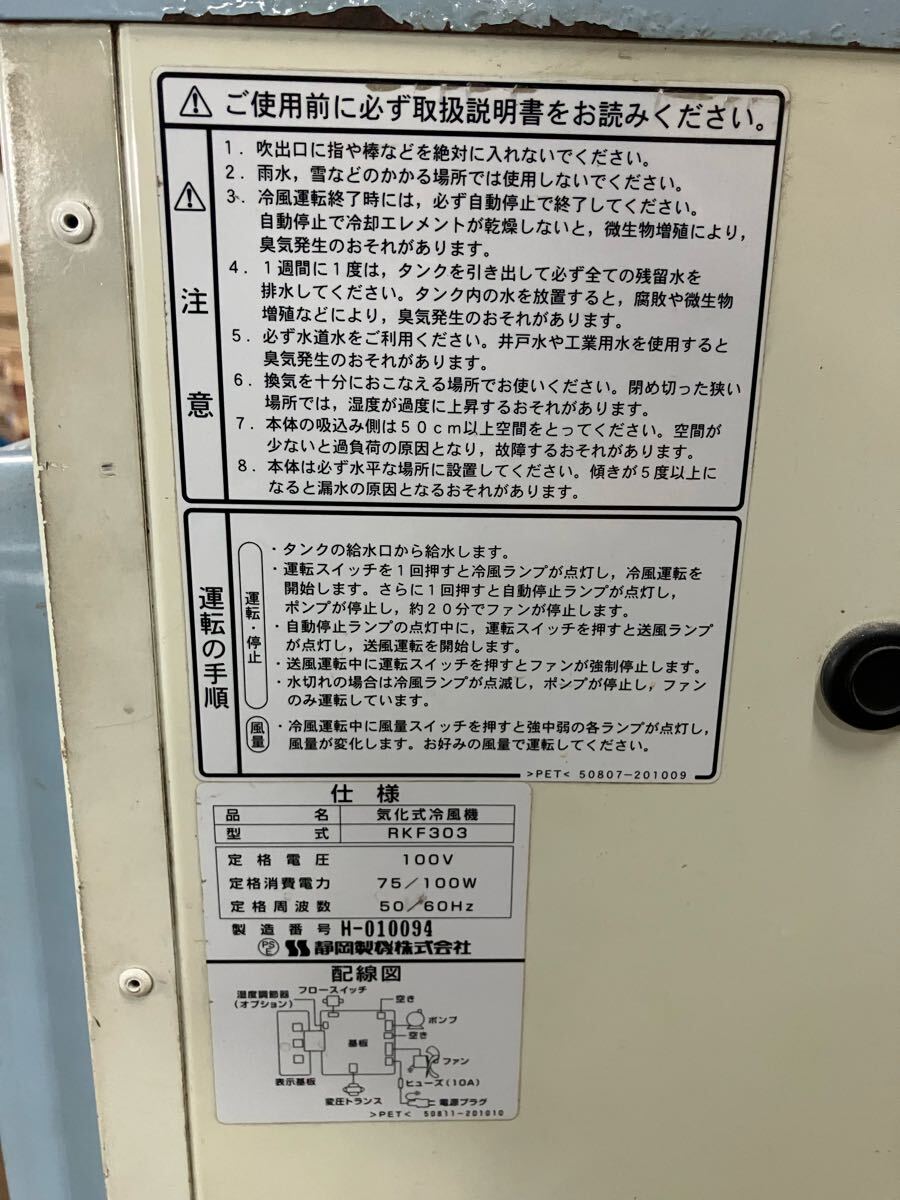 ⚠ ご使用前に必ず取扱説明書をお読みください。
⚠ 注意
1．吹出口に指や棒などを絶対に入れないでください。
2．雨水，雪などのかかる場所では使用しないでください。
3．冷風運転終了時には，必ず自動停止で終了してください。
自動停止で冷却エレメントが乾燥しないと，微生物増殖により，
臭気発生のおそれがあります。
4．1週間に1度は，タンクを引き出して必ず全ての残留水を
排水してください。タンク内の水を放置すると，腐敗や微生物
増殖などにより，臭気発生のおそれがあります。
5．必ず水道水をご利用ください。井戸水や工業用水を使用すると
臭気発生のおそれがあります。
6．換気を十分におこなえる場所でお使いください。閉め切った狭い
場所では，湿度が過度に上昇するおそれがあります。
7．本体の吸込み側は50cm以上空間をとってください。空間が
少ないと過負荷の原因となり，故障するおそれがあります。
8．本体は必ず水平な場所に設置してください。傾きが5度以上に
なると漏水の原因となるおそれがあります。
運転の手順
運転・停止
・タンクの給水口から給水します。
・運転スイッチを1回押すと冷風ランプが点灯し，冷風運転を
開始します。さらに1回押すと自動停止ランプが点灯し，
ポンプが停止し，約20分でファンが停止します。
・自動停止ランプの点灯中に，運転スイッチを押すと送風ランプ
が点灯し，送風運転を開始します。
・送風運転中に運転スイッチを押すとファンが強制停止します。
・水切れの場合は冷風ランプが点滅し，ポンプが停止し，ファン
のみ運転しています。
風量
・冷風運転中に風量スイッチを押すと強中弱の各ランプが点灯し，
風量が変化します。お好みの風量で運転してください。
>PET< 50807-201009
仕様
品名 気化式冷風機
型式 RKF303
定格電圧 100V
定格消費電力 75／100W
定格周波数 50／60Hz
製造番号 H-010094
PSE 静岡製機株式会社
配線図
湿度調節器
(オプション)
フロースイッチ
空き
ポンプ
空き
基板
ファン
表示基板
ヒューズ(10A)
変圧トランス
電源プラグ
>PET< 50811-201010